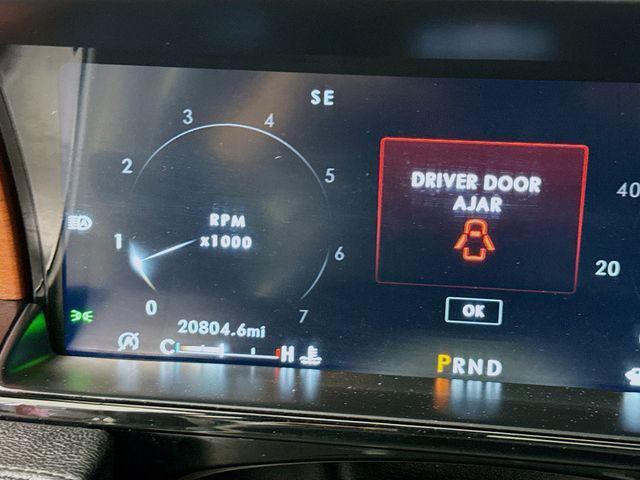 SE
3
4
2
5
DRIVER DOOR
AJAR
40
RPM
x1000
1
6
20
0
7
OK
20804.6mi
C
H
PRND